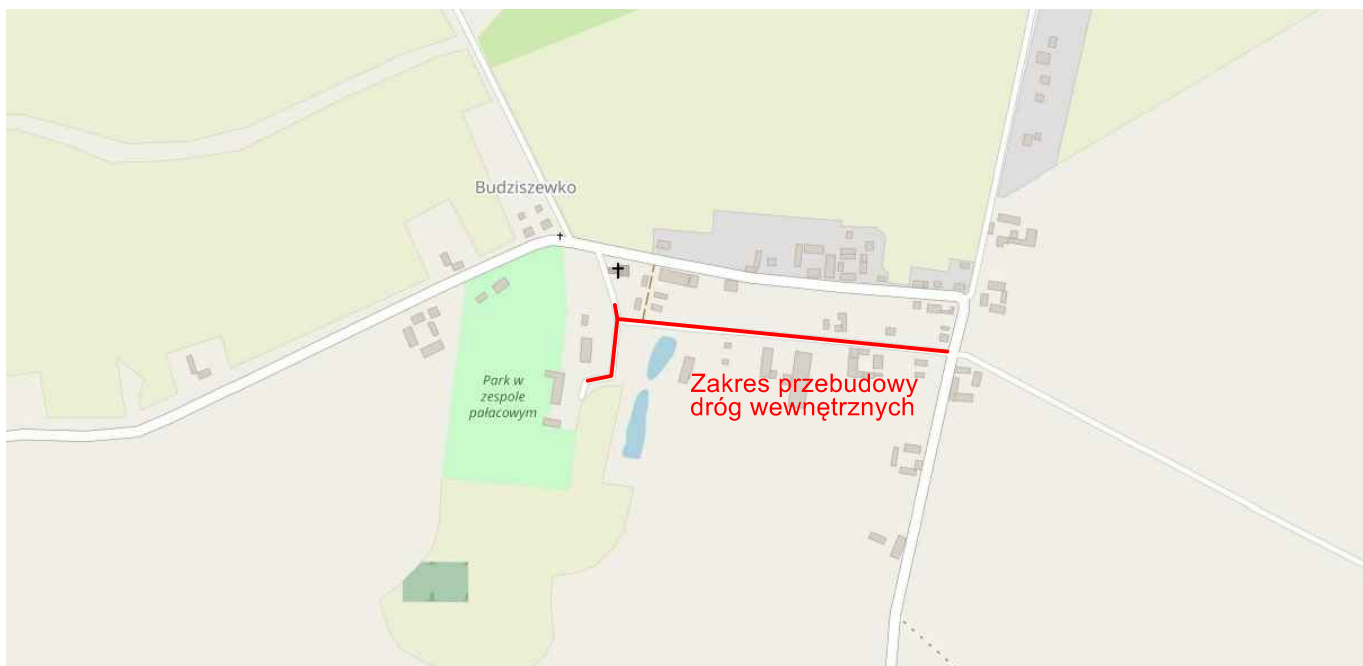 Budziszewko
Park w
zespole
pałacowym
Zakres przebudowy
dróg wewnętrznych